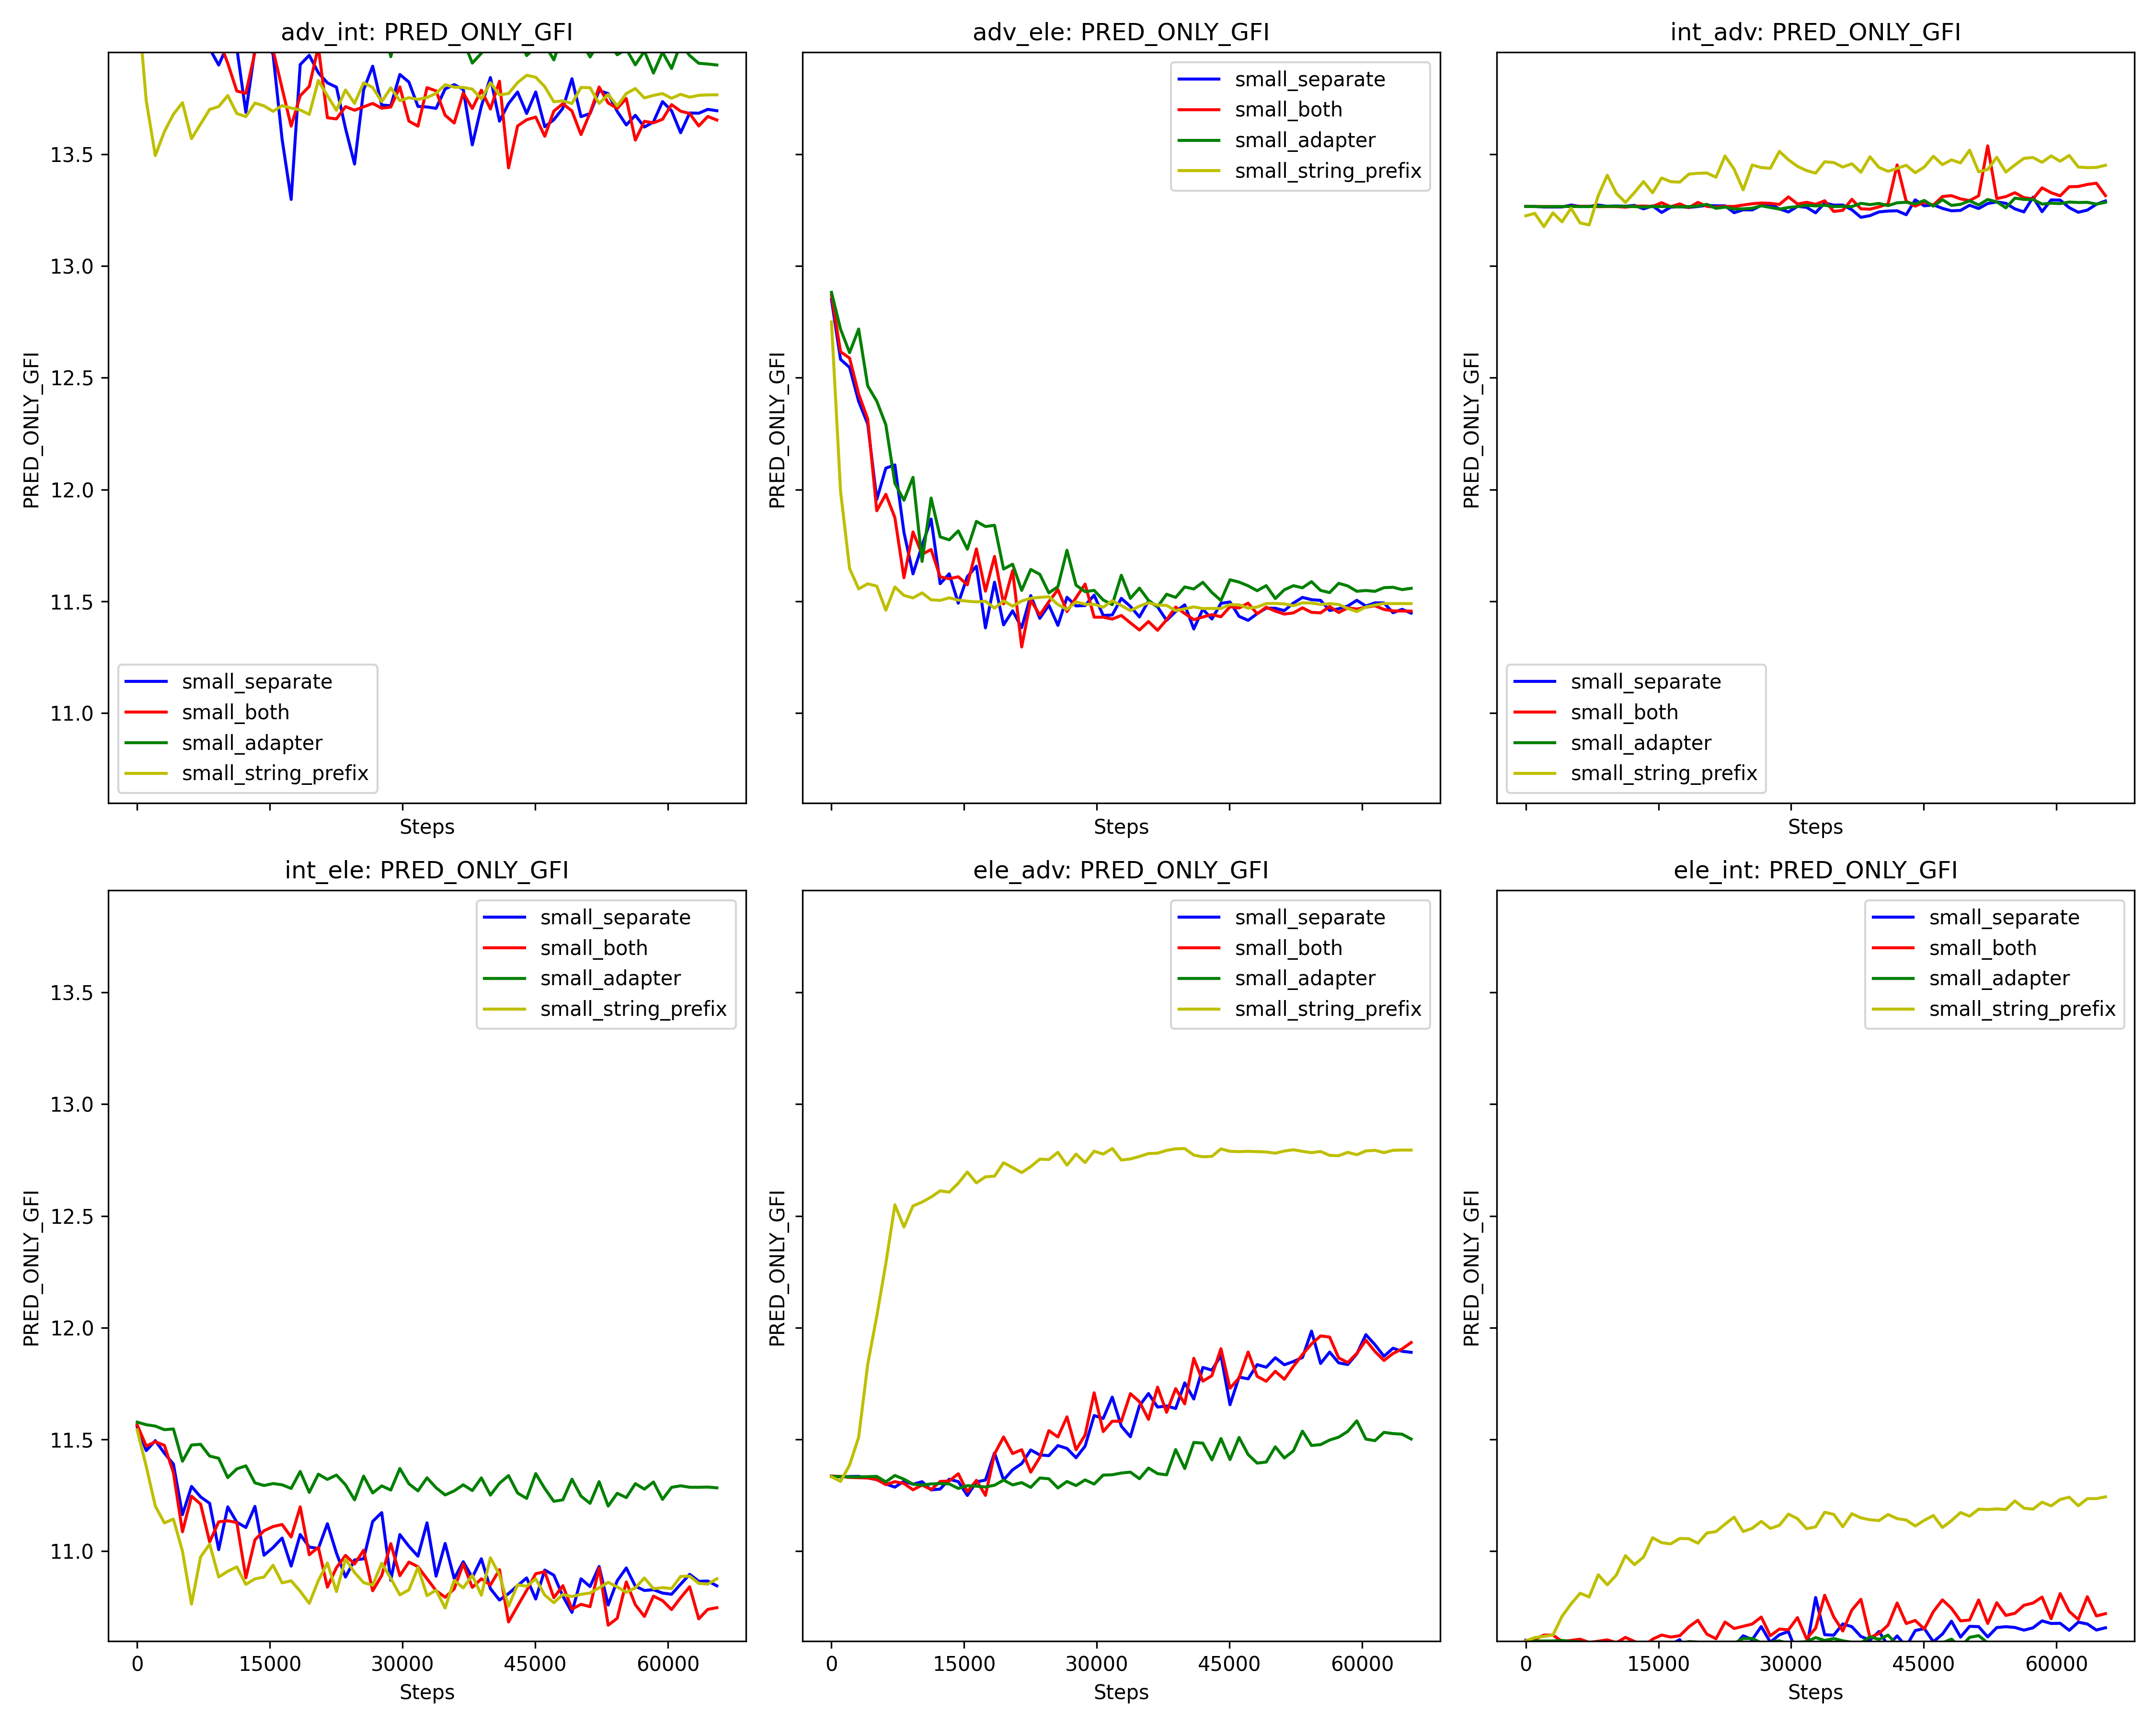 adv_int: PRED_ONLY_GFI
PRED_ONLY_GFI
13.5
13.0
12.5
12.0
11.5
11.0
small_separate
small_both
small_adapter
small_string_prefix
Steps
adv_ele: PRED_ONLY_GFI
PRED_ONLY_GFI
small_separate
small_both
small_adapter
small_string_prefix
Steps
int_adv: PRED_ONLY_GFI
PRED_ONLY_GFI
small_separate
small_both
small_adapter
small_string_prefix
Steps
int_ele: PRED_ONLY_GFI
PRED_ONLY_GFI
13.5
13.0
12.5
12.0
11.5
11.0
small_separate
small_both
small_adapter
small_string_prefix
0 15000 30000 45000 60000
Steps
ele_adv: PRED_ONLY_GFI
PRED_ONLY_GFI
small_separate
small_both
small_adapter
small_string_prefix
0 15000 30000 45000 60000
Steps
ele_int: PRED_ONLY_GFI
PRED_ONLY_GFI
small_separate
small_both
small_adapter
small_string_prefix
0 15000 30000 45000 60000
Steps